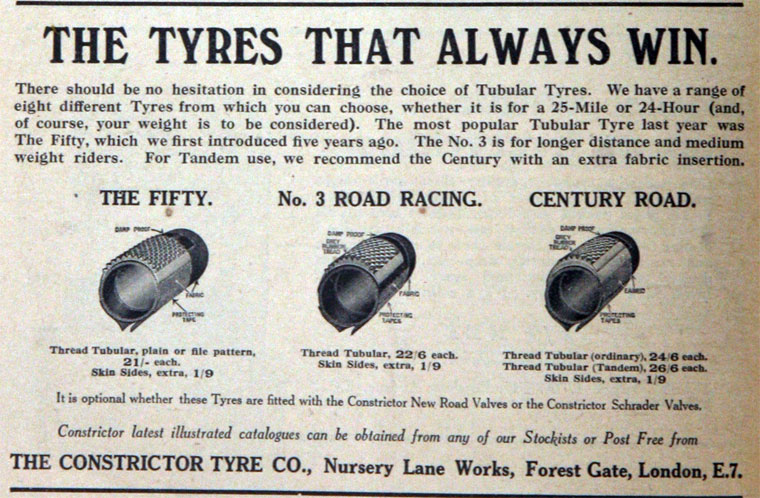 THE TYRES THAT ALWAYS WIN.
There should be no hesitation in considering the choice of Tubular Tyres. We have a range of
eight different Tyres from which you can choose, whether it is for a 25-Mile or 24-Hour (and,
of course, your weight is to be considered). The most popular Tubular Tyre last year was
The Fifty, which we first introduced five years ago. The No. 3 is for longer distance and medium
weight riders. For Tandem use, we recommend the Century with an extra fabric insertion.
THE FIFTY.
DAMP PROOF
FABRIC
PROTECTING
TAPE
Thread Tubular, plain or file pattern,
21/- each.
Skin Sides, extra, 1/9
No. 3 ROAD RACING.
DAMP PROOF
GREY
RUBBER
TREAD
FABRIC
PROTECTING
TAPES
Thread Tubular, 22/6 each.
Skin Sides, extra, 1/9
CENTURY ROAD.
DAMP PROOF
GREY
RUBBER
TREAD
PROTECTING
TAPES
Thread Tubular (ordinary), 24/6 each.
Thread Tubular (Tandem), 26/6 each.
Skin Sides, extra, 1/9
It is optional whether these Tyres are fitted with the Constrictor New Road Valves or the Constrictor Schrader Valves.
Constrictor latest illustrated catalogues can be obtained from any of our Stockists or Post Free from
THE CONSTRICTOR TYRE CO., Nursery Lane Works, Forest Gate, London, E.7.